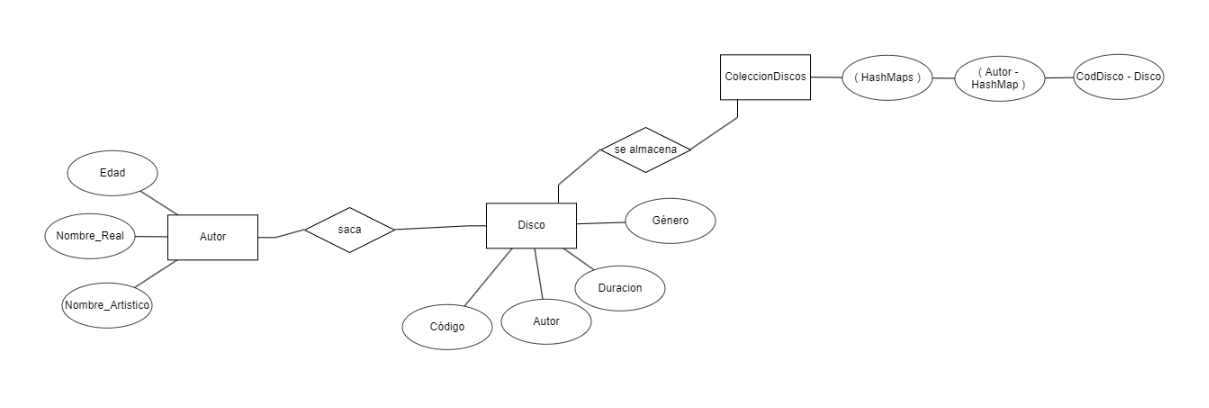 ColeccionDiscos
( HashMaps )
( Autor -
HashMap )
CodDisco - Disco
se almacena
Edad
Nombre_Real
Autor
saca
Disco
Género
Nombre_Artistico
Duracion
Código
Autor